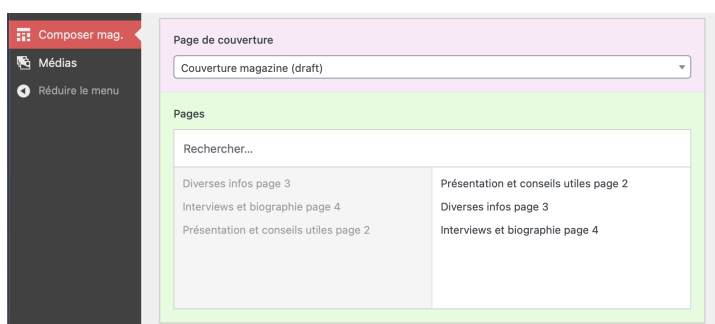 Composer mag.
Médias
Réduire le menu
Page de couverture
Couverture magazine (draft)
Pages
Rechercher...
Diverses infos page 3
Interviews et biographie page 4
Présentation et conseils utiles page 2
Présentation et conseils utiles page 2
Diverses infos page 3
Interviews et biographie page 4